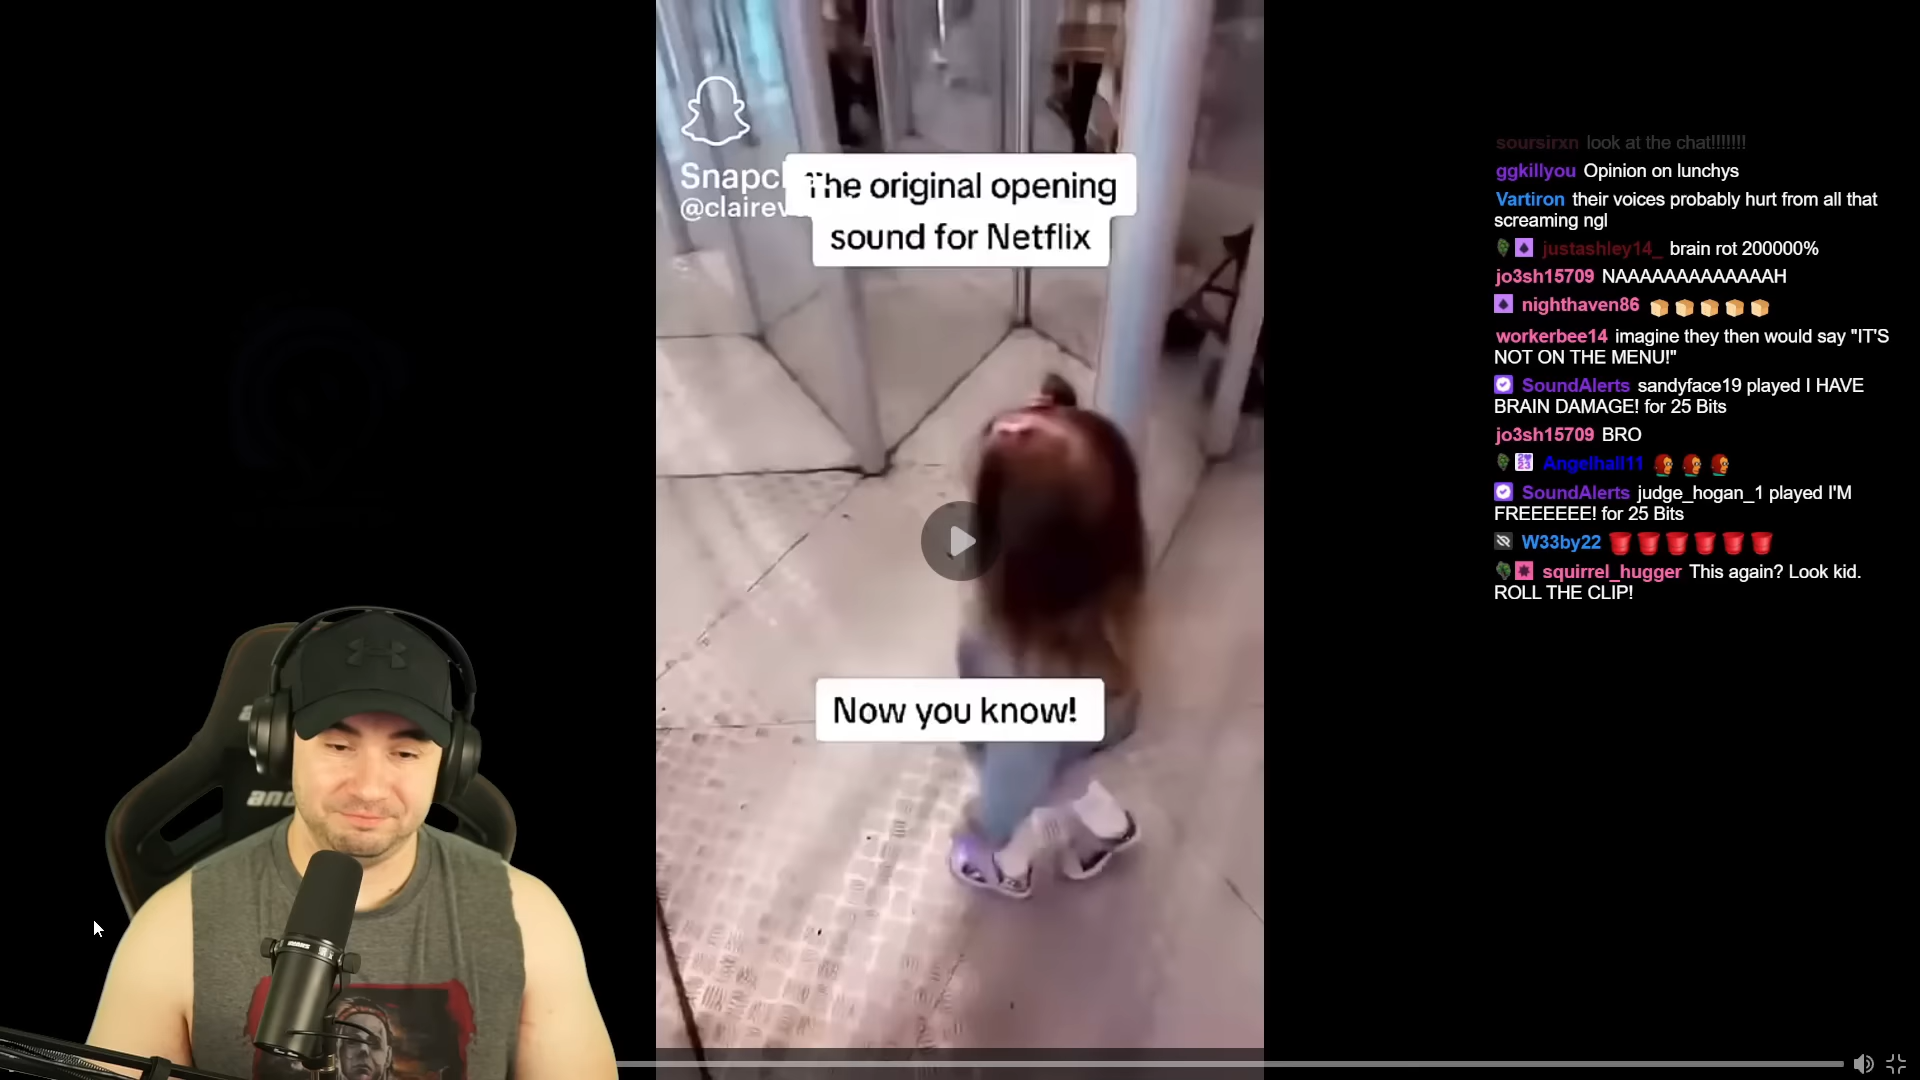 The original opening
sound for Netflix
Now you know!
soursirxn look at the chat!!!!!!!
ggkillyou Opinion on lunchys
Vartiron their voices probably hurt from all that
screaming ngl
justashley14_ brain rot 200000%
jo3sh15709 NAAAAAAAAAAAAAH
nighthaven86
workerbee14 imagine they then would say "IT'S
NOT ON THE MENU!"
SoundAlerts sandyface19 played I HAVE
BRAIN DAMAGE! for 25 Bits
jo3sh15709 BRO
Angelhall11
SoundAlerts judge_hogan_1 played I'M
FREEEEEE! for 25 Bits
W33by22
squirrel_hugger This again? Look kid.
ROLL THE CLIP!